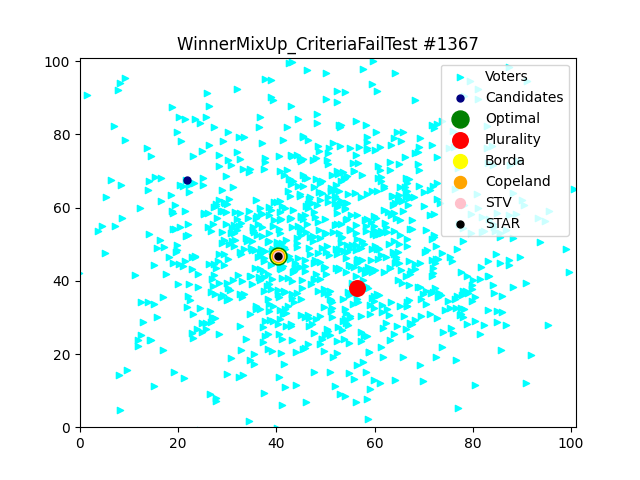 WinnerMixUp_CriteriaFailTest #1367
Voters
Candidates
Optimal
Plurality
Borda
Copeland
STV
STAR
100
80
60
40
20
0
0 20 40 60 80 100